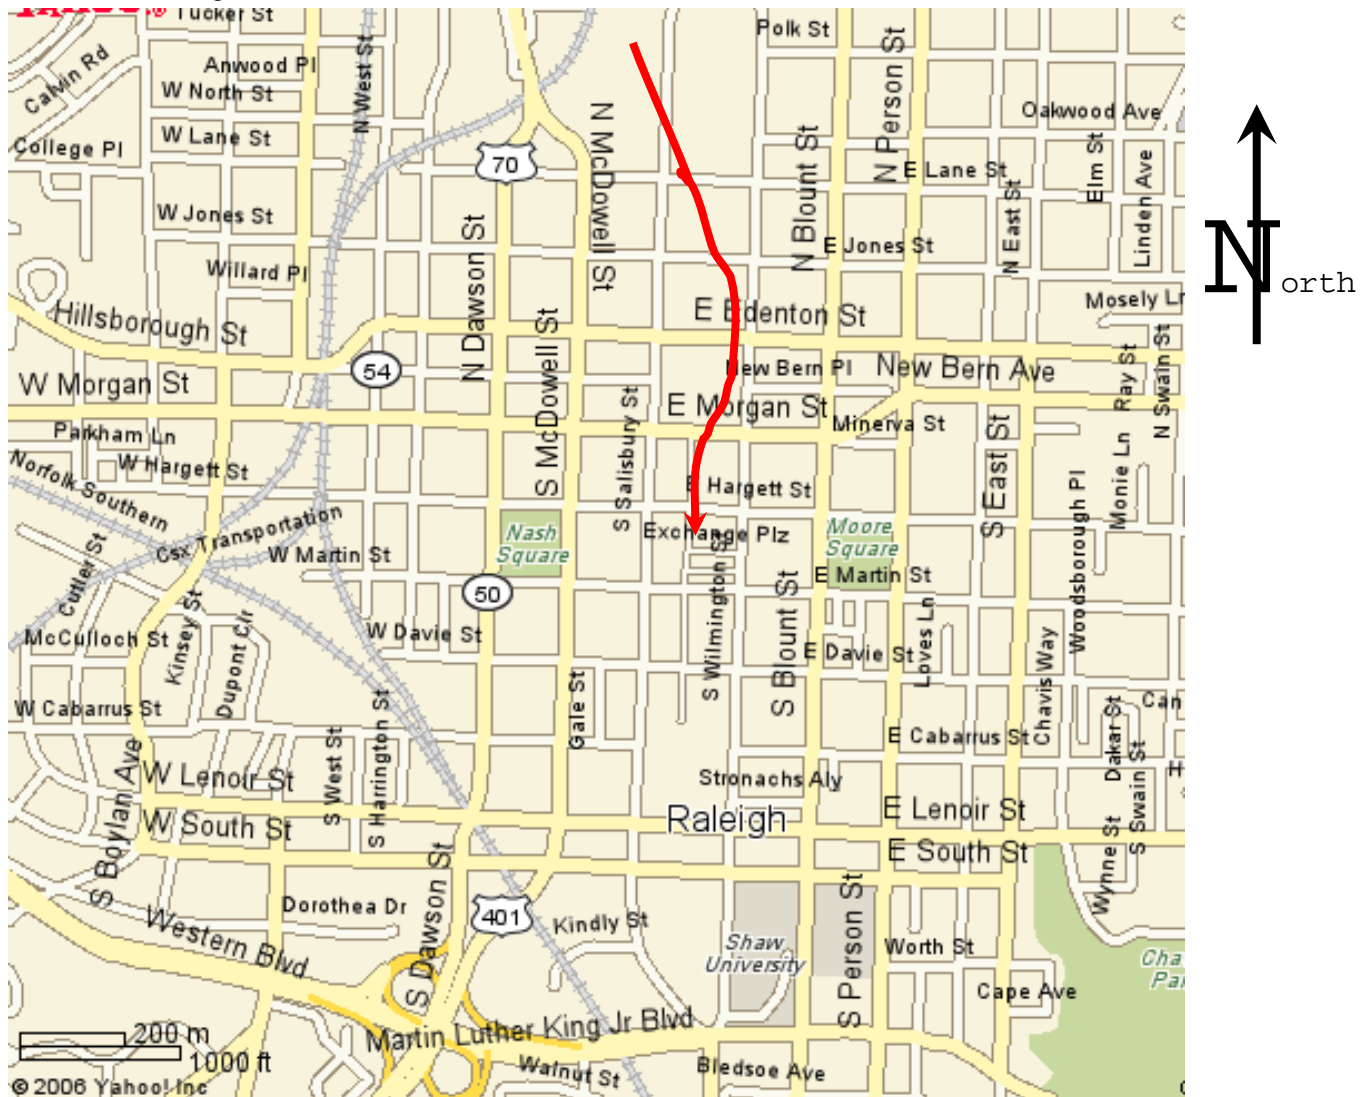 YAHOO!
Tucker St
Polk St
Calvin Rd
Anwood Pl
N West St
N Person St
W North St
N McDowell St
Oakwood Ave
W Lane St
College Pl
70
N Blount St
E Lane St
Elm St
Linden Ave
W Jones St
N Dawson St
E Jones St
N East St
Willard Pl
North
Hillsborough St
E Edenton St
Mosely Ln
54
W Morgan St
S McDowell St
New Bern Pl
New Bern Ave
Ray St
N Swain St
S Salisbury St
E Morgan St
Minerva St
Parkham Ln
W Hargett St
S East St
Norfolk Southern
E Hargett St
Woodsborough Pl
Monie Ln
Csx Transportation
Nash
Square
Exchange Plz
Moore
Square
W Martin St
Cutler St
E Martin St
50
Kinsey St
S Wilmington St
S Blount St
McCulloch St
Dupont Cir
W Davie St
E Davie St
Loves Ln
Chavis Way
W Cabarrus St
S Harrington St
Gale St
E Cabarrus St
Dakar St
Can
S Boylan Ave
W Lenoir St
S West St
Stronachs Aly
S Swain St
H
Raleigh
E Lenoir St
W South St
E South St
Wynne St
Dorothea Dr
S Dawson St
401
Kindly St
S Person St
Western Blvd
Shaw
University
Worth St
Cha
Par
Cape Ave
Martin Luther King Jr Blvd
200 m
1000 ft
Walnut St
Bledsoe Ave
© 2006 Yahoo! Inc